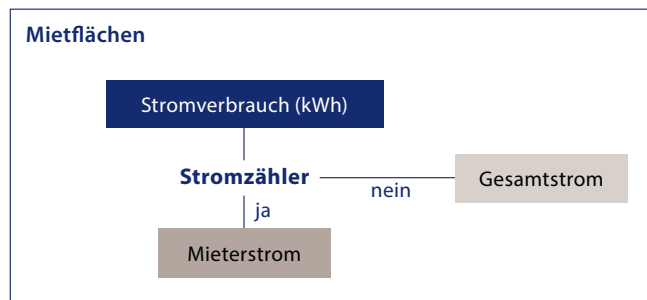 Mietflächen
Stromverbrauch (kWh)
Stromzähler
nein
Gesamtstrom
ja
Mieterstrom